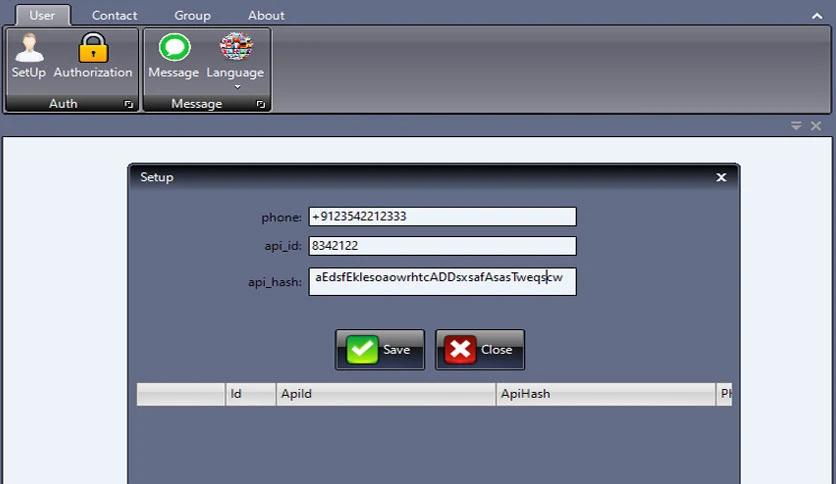 User Contact Group About
SetUp Authorization Message Language
Auth Message
Setup
phone: +9123542212333
api_id: 8342122
api_hash: aEdsfEklesoaowrhtcADDsxsafAsasTweqscw
Save Close
Id ApiId ApiHash